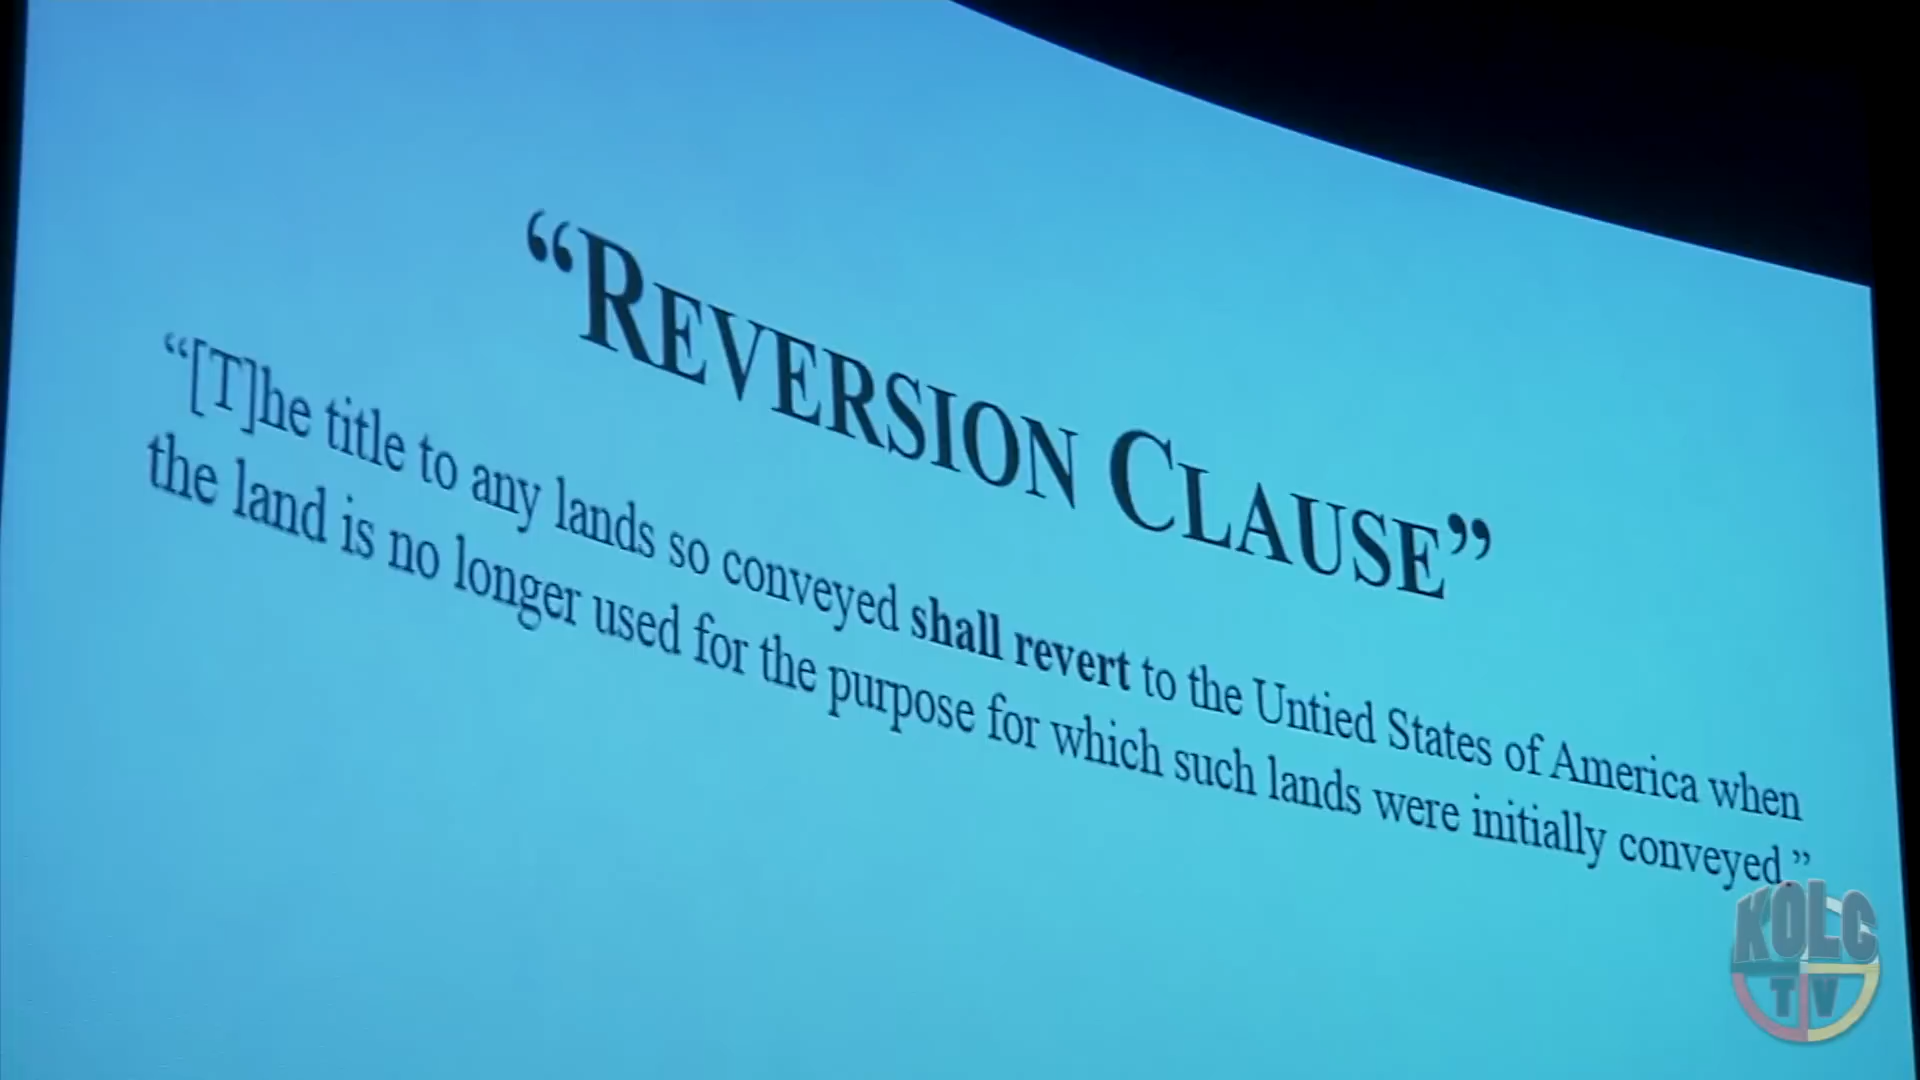 “REVERSION CLAUSE”
“[T]he title to any lands so conveyed shall revert to the Untied States of America when
the land is no longer used for the purpose for which such lands were initially conveyed.”
KOLC
TV